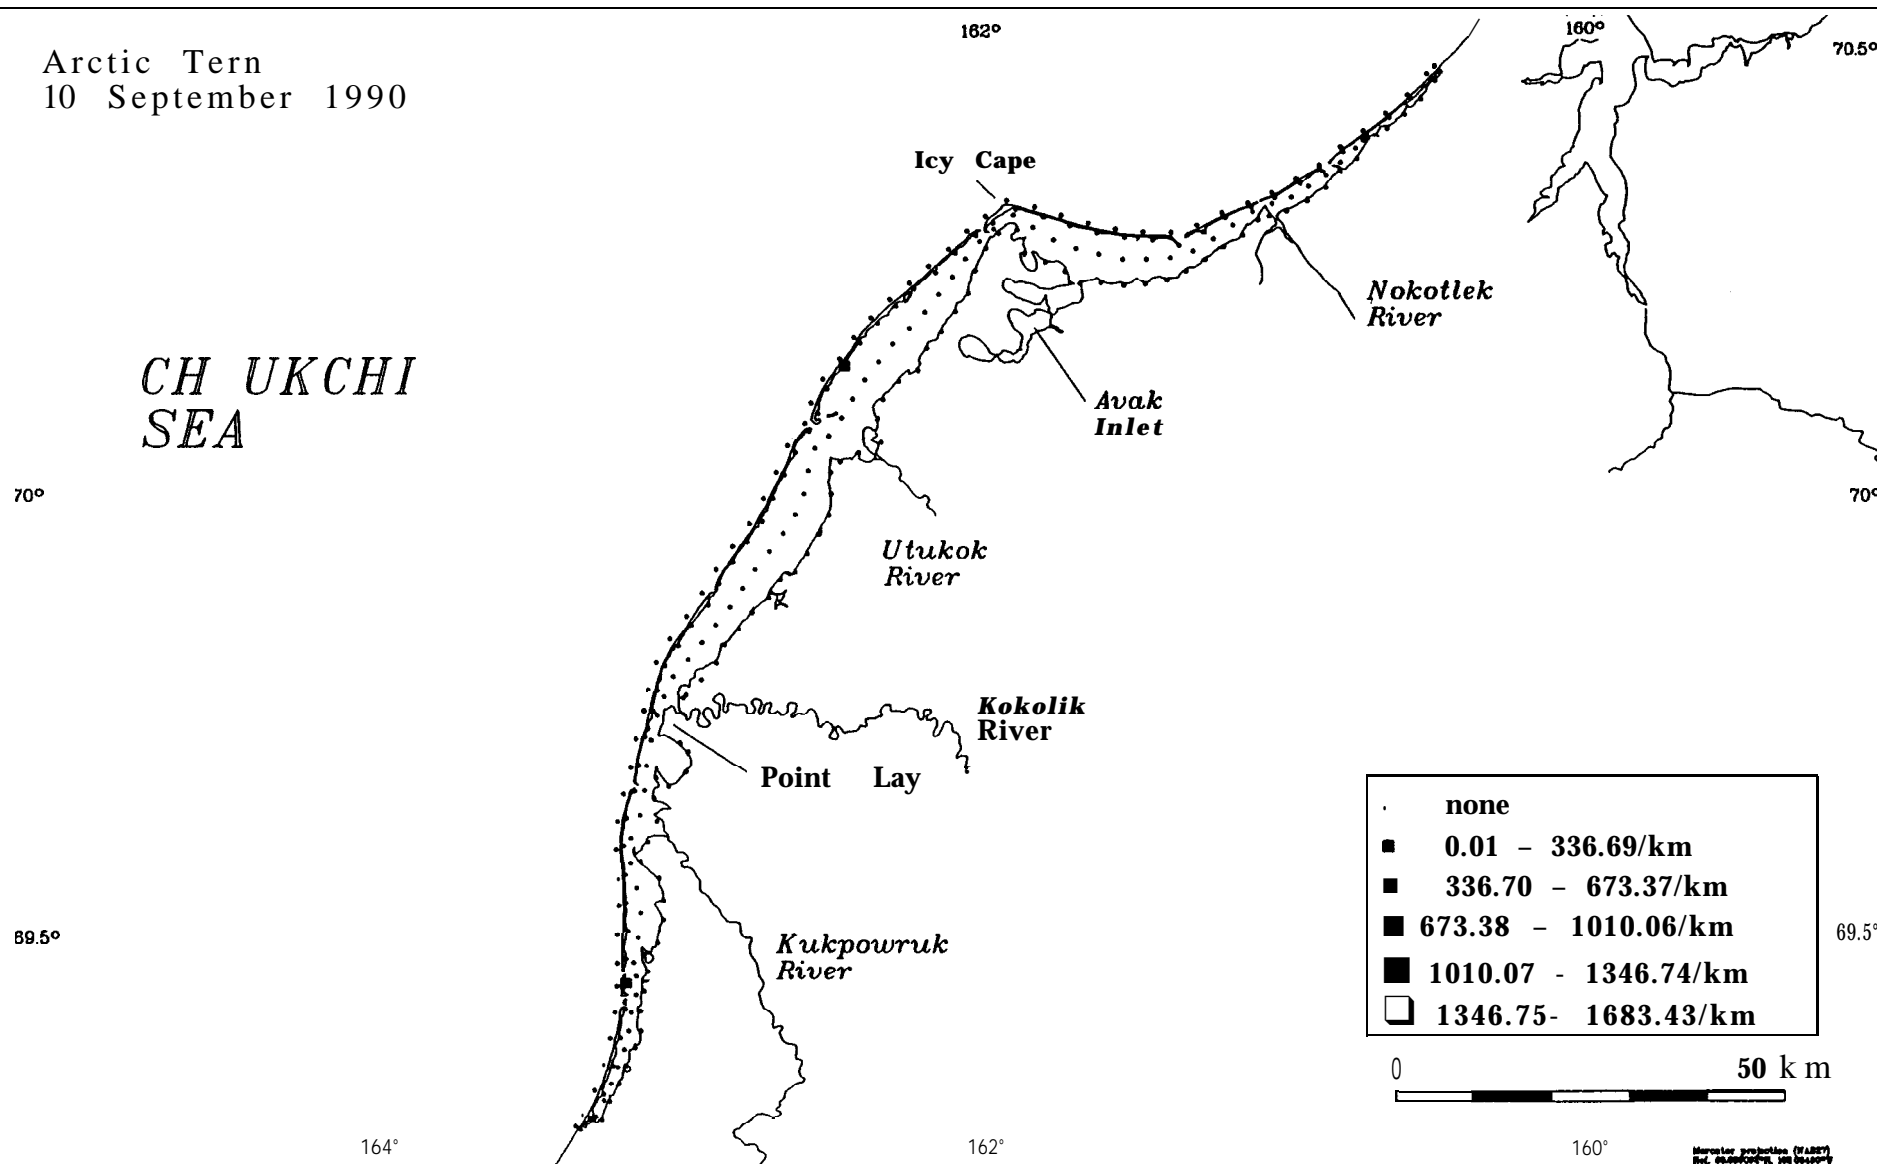 Arctic Tern
10 September 1990
162°
160°
70.5°
Icy Cape
Nokotlek
River
CH UKCHI
SEA
Avak
Inlet
70°
70°
Utukok
River
Kokolik
River
Point Lay
none
0.01 – 336.69/km
336.70 – 673.37/km
673.38 – 1010.06/km
1010.07 - 1346.74/km
1346.75- 1683.43/km
69.5°
69.5°
Kukpowruk
River
0 50 km
164°
162°
160°
Mercator projection (NAD27)